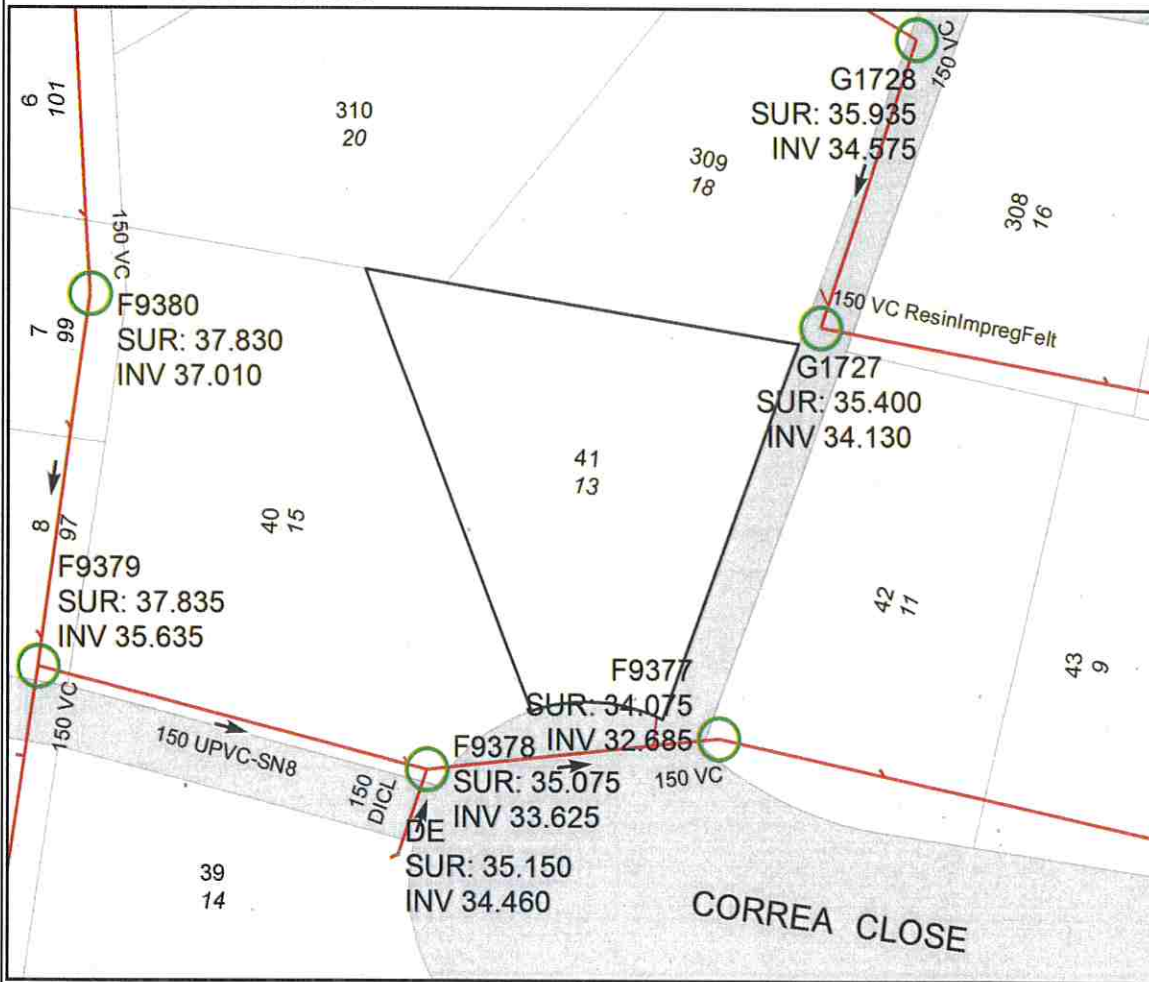 6
101
310
20
309
18
G1728
SUR: 35.935
INV 34.575
150 VC
308
16
150 VC
F9380
SUR: 37.830
INV 37.010
7
99
150 VC ResinImpregFelt
G1727
SUR: 35.400
INV 34.130
41
13
40
15
8
97
F9379
SUR: 37.835
INV 35.635
42
11
43
9
F9377
SUR: 34.075
INV 32.685
150 VC
150 UPVC-SN8
F9378
SUR: 35.075
INV 33.625
150 VC
150
DICL
DE
SUR: 35.150
INV 34.460
39
14
CORREA CLOSE